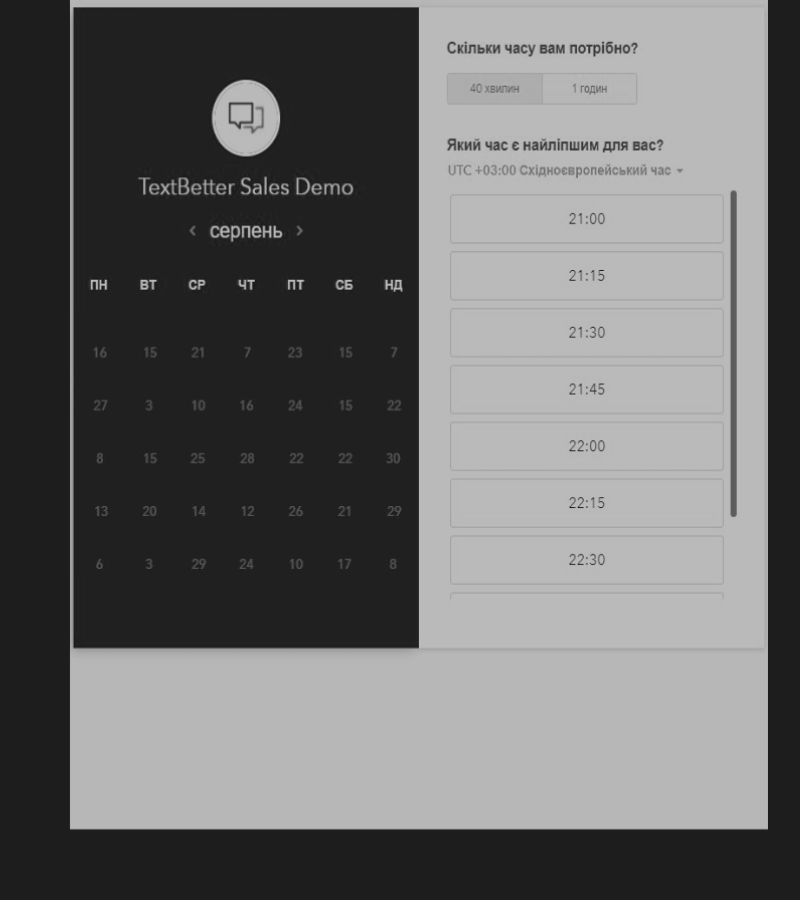 TextBetter Sales Demo
серпень
ПН ВТ СР ЧТ ПТ СБ НД
16 15 21 7 23 15 7
27 3 10 16 24 15 22
8 15 25 28 22 22 30
13 20 14 12 26 21 29
6 3 29 24 10 17 8
Скільки часу вам потрібно?
40 хвилин 1 годин
Який час є найліпшим для вас?
UTC +03:00 Східноєвропейський час
21:00
21:15
21:30
21:45
22:00
22:15
22:30